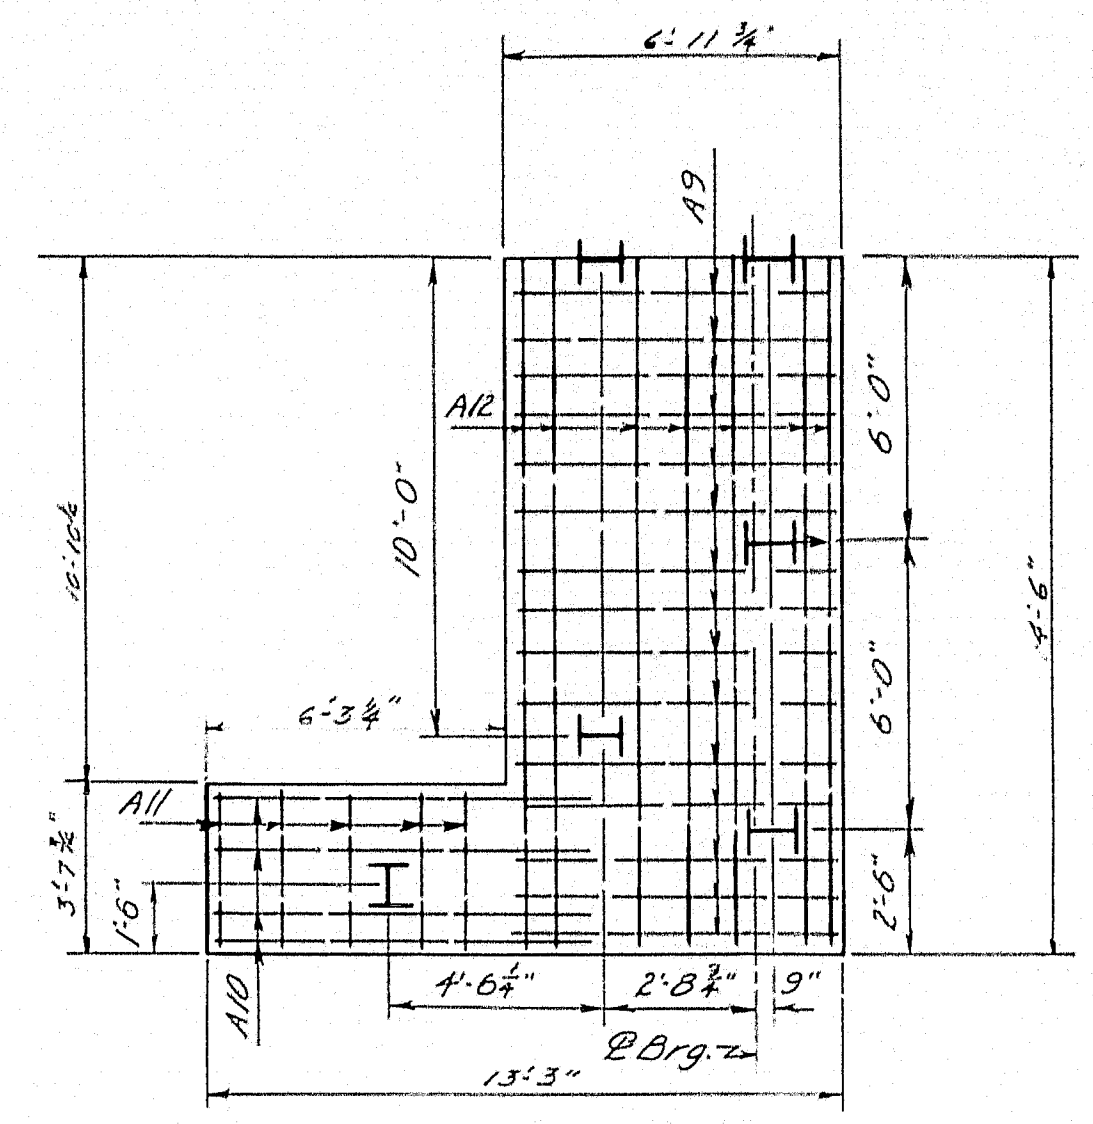 6'-11 3/4"
A9
A12
6'-0"
10'-0"
6'-3 1/4"
6'-0"
A11
3'-7 3/4"
1'-6"
2'-6"
A10
4'-6 1/4"
2'-8 3/4"
9"
℄ Brg.
13'-3"